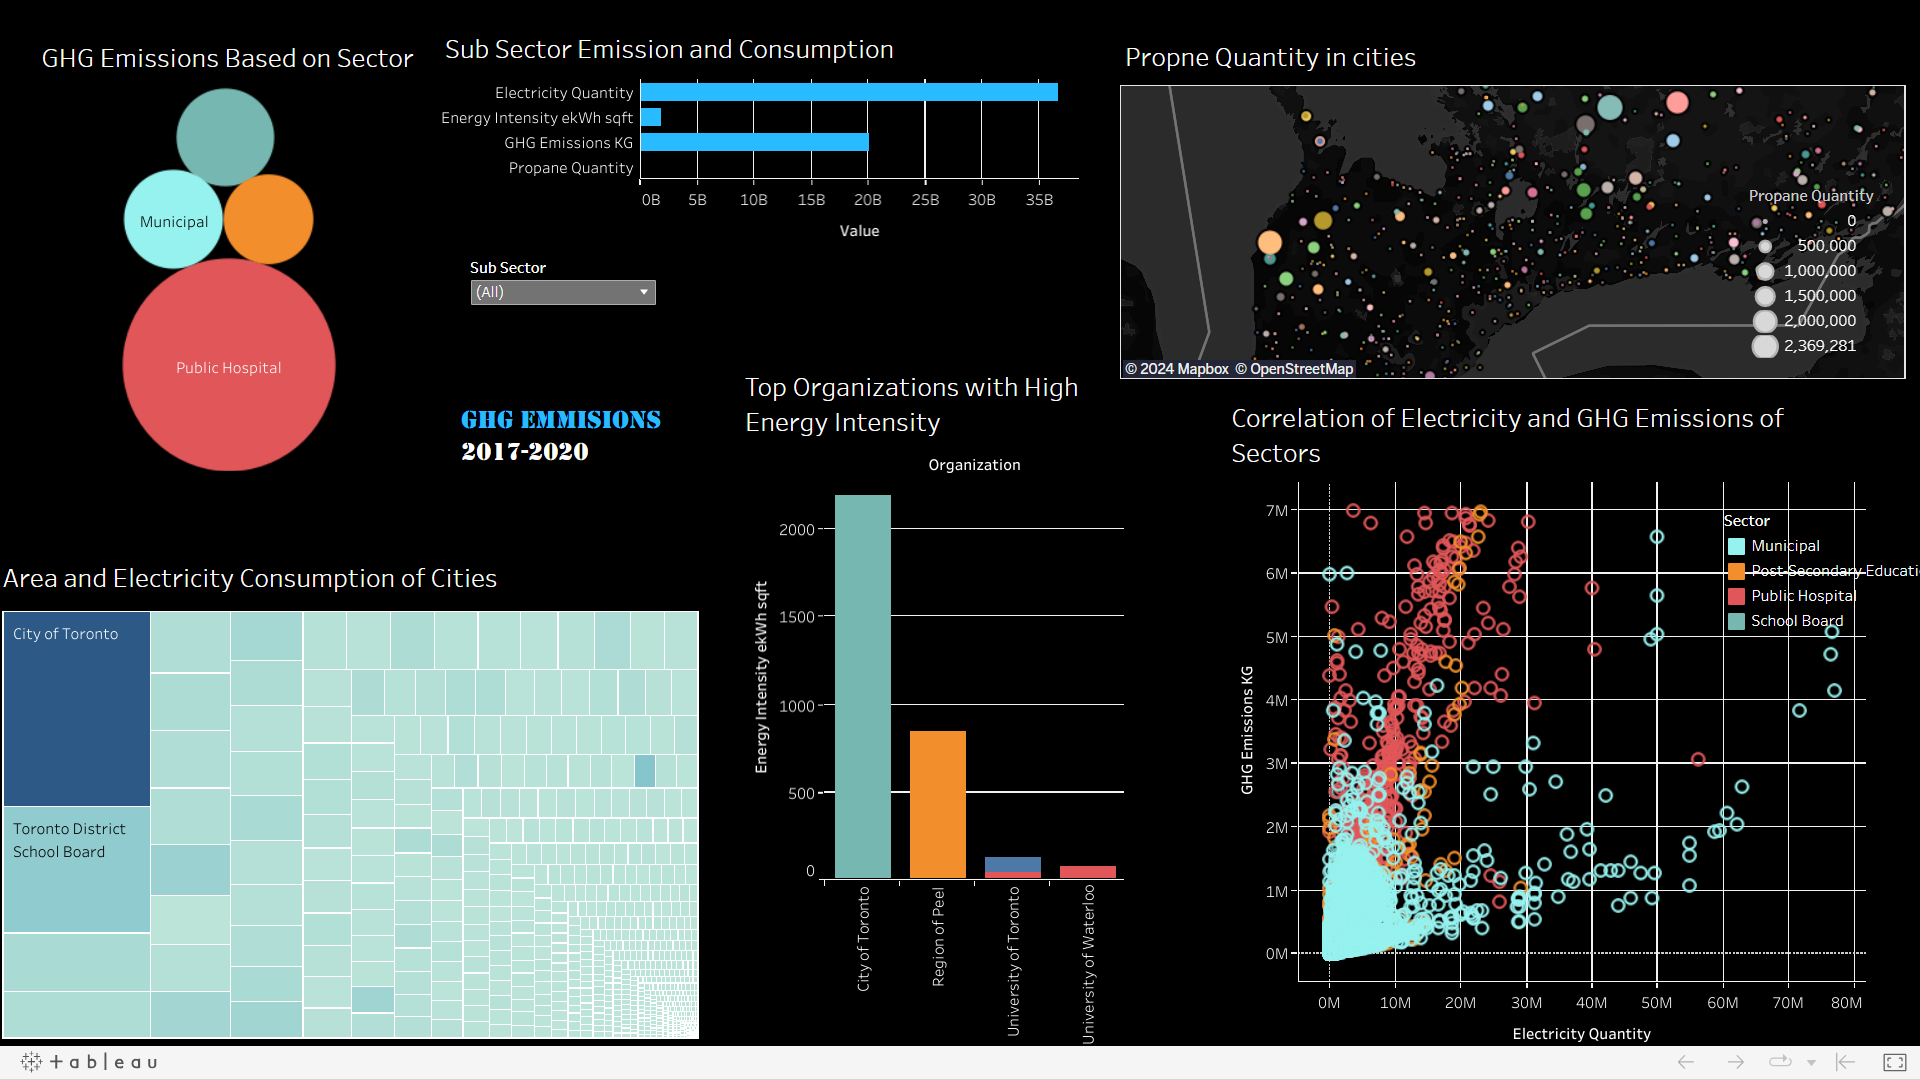 GHG Emissions Based on Sector
Municipal
Public Hospital
Sub Sector Emission and Consumption
Electricity Quantity
Energy Intensity ekWh sqft
GHG Emissions KG
Propane Quantity
0B 5B 10B 15B 20B 25B 30B 35B
Value
Sub Sector
(All)
GHG EMMISIONS
2017-2020
Propne Quantity in cities
Propane Quantity
0
500,000
1,000,000
1,500,000
2,000,000
2,369,281
© 2024 Mapbox © OpenStreetMap
Area and Electricity Consumption of Cities
City of Toronto
Toronto District
School Board
Top Organizations with High
Energy Intensity
Organization
Energy Intensity ekWh sqft
2000
1500
1000
500
0
City of Toronto
Region of Peel
University of Toronto
University of Waterloo
Correlation of Electricity and GHG Emissions of
Sectors
GHG Emissions KG
7M
6M
5M
4M
3M
2M
1M
0M
Sector
Municipal
Post-Secondary Educati
Public Hospital
School Board
0M 10M 20M 30M 40M 50M 60M 70M 80M
Electricity Quantity
+ableau